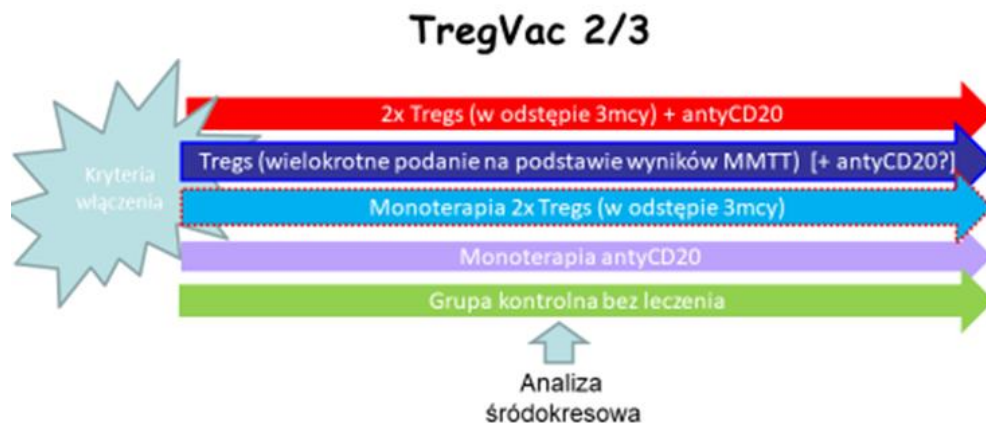 TregVac 2/3
2x Tregs (w odstępie 3mcy) + antyCD20
Tregs (wielokrotne podanie na podstawie wyników MMTT) [+ antyCD20?]
Kryteria
włączenia
Monoterapia 2x Tregs (w odstępie 3mcy)
Monoterapia antyCD20
Grupa kontrolna bez leczenia
Analiza
śródokresowa